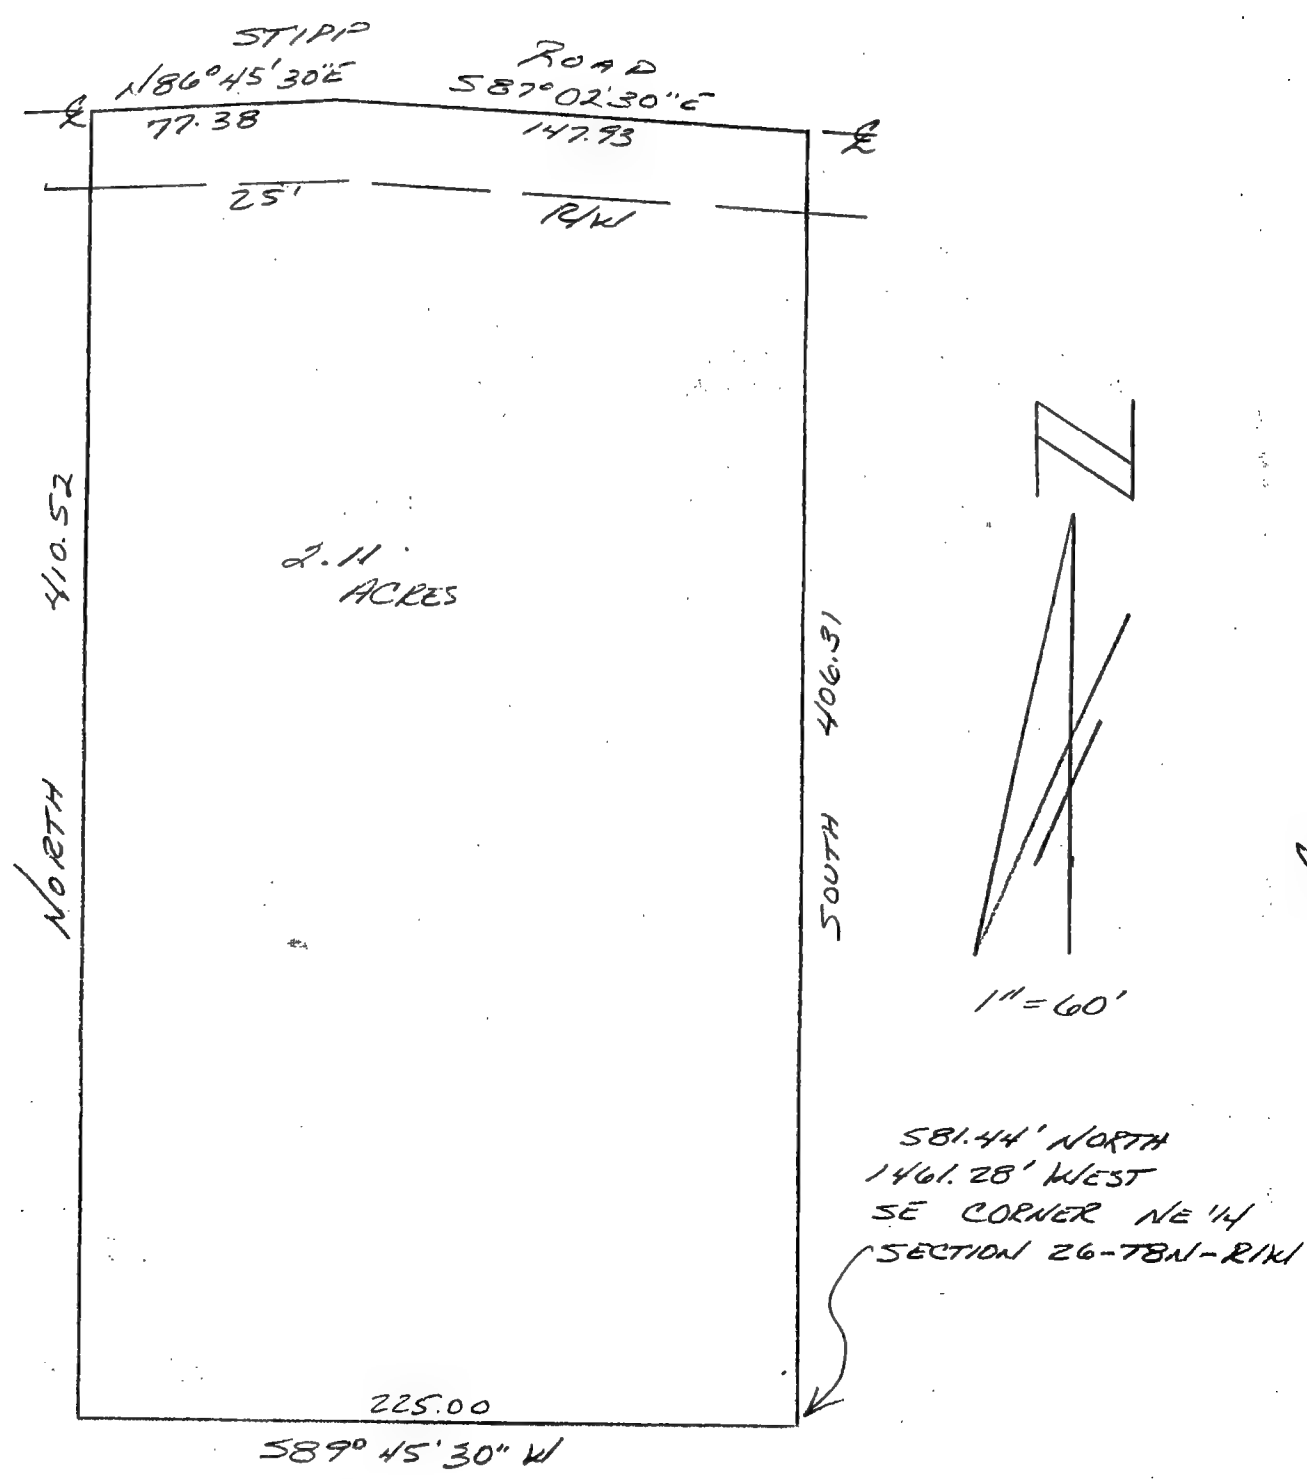 STIPP ROAD
N86°45'30"E
S87°02'30"E
℄
77.38
147.93
℄
25'
R/W
410.52
NORTH
2.11
ACRES
406.31
SOUTH
N
1"=60'
581.44' NORTH
1461.28' WEST
SE CORNER NE 1/4
SECTION 26-T8N-R1W
225.00
S89°45'30" W